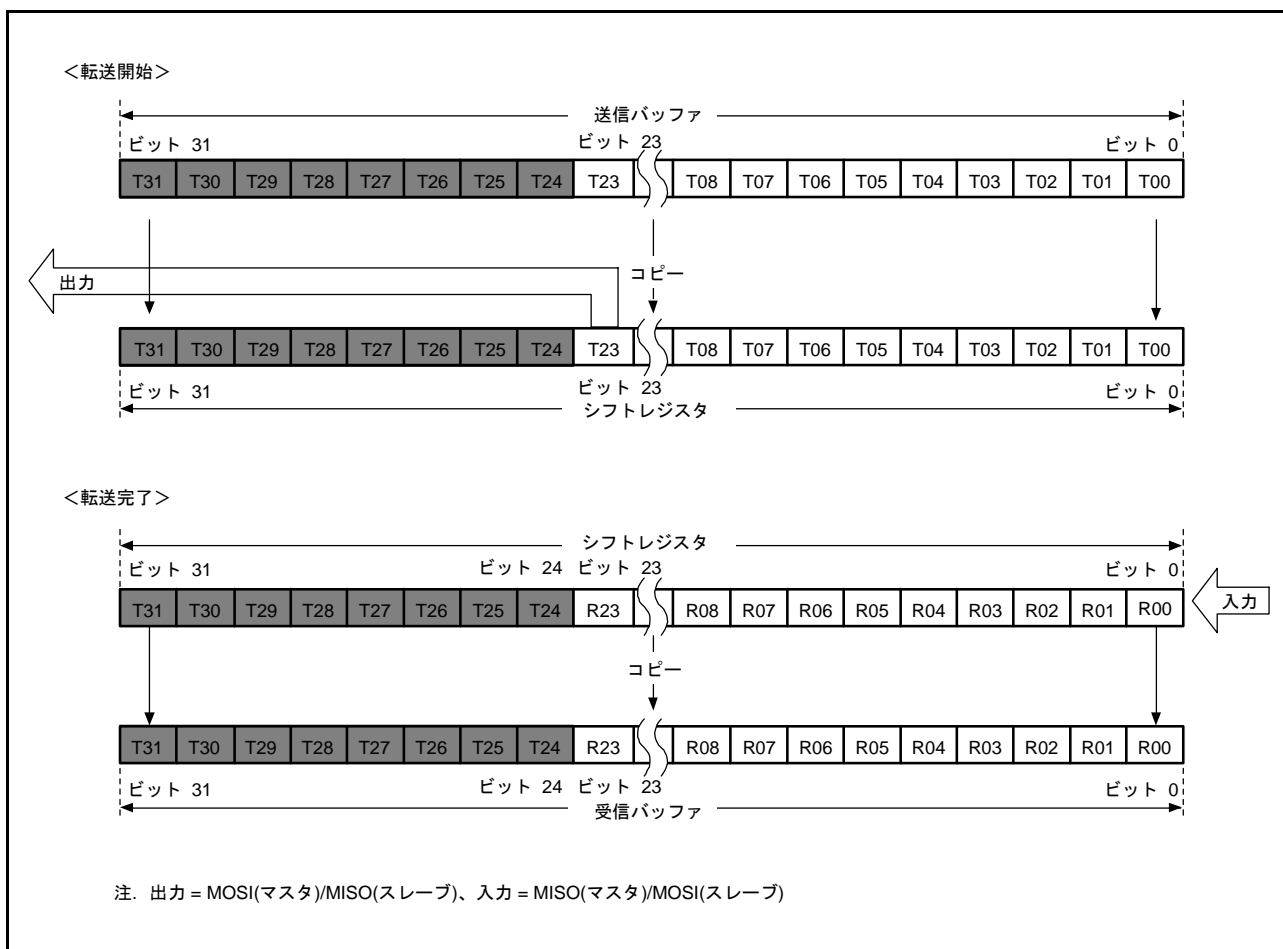 ＜転送開始＞
送信バッファ
ビット 31 ビット 23 ビット 0
T31 T30 T29 T28 T27 T26 T25 T24 T23 T08 T07 T06 T05 T04 T03 T02 T01 T00
出力 コピー
T31 T30 T29 T28 T27 T26 T25 T24 T23 T08 T07 T06 T05 T04 T03 T02 T01 T00
ビット 31 ビット 23 ビット 0
シフトレジスタ
＜転送完了＞
シフトレジスタ
ビット 31 ビット 24 ビット 23 ビット 0
T31 T30 T29 T28 T27 T26 T25 T24 R23 R08 R07 R06 R05 R04 R03 R02 R01 R00 入力
コピー
T31 T30 T29 T28 T27 T26 T25 T24 R23 R08 R07 R06 R05 R04 R03 R02 R01 R00
ビット 31 ビット 24 ビット 23 ビット 0
受信バッファ
注. 出力 = MOSI(マスタ)/MISO(スレーブ)、入力 = MISO(マスタ)/MOSI(スレーブ)